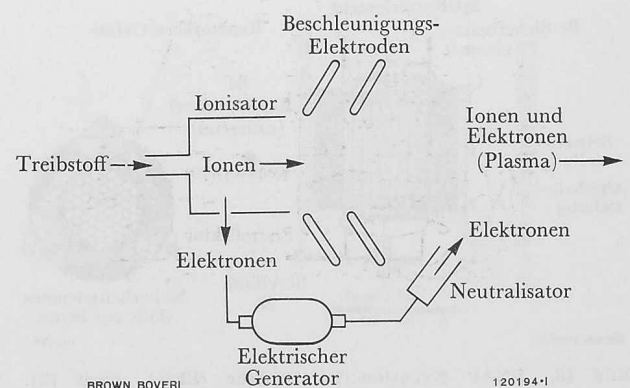 Beschleunigungs-
Elektroden
Ionisator
Treibstoff
Ionen
Ionen und
Elektronen
(Plasma)
Elektronen
Elektronen
Neutralisator
Elektrischer
Generator
BROWN BOVERI
120194·I